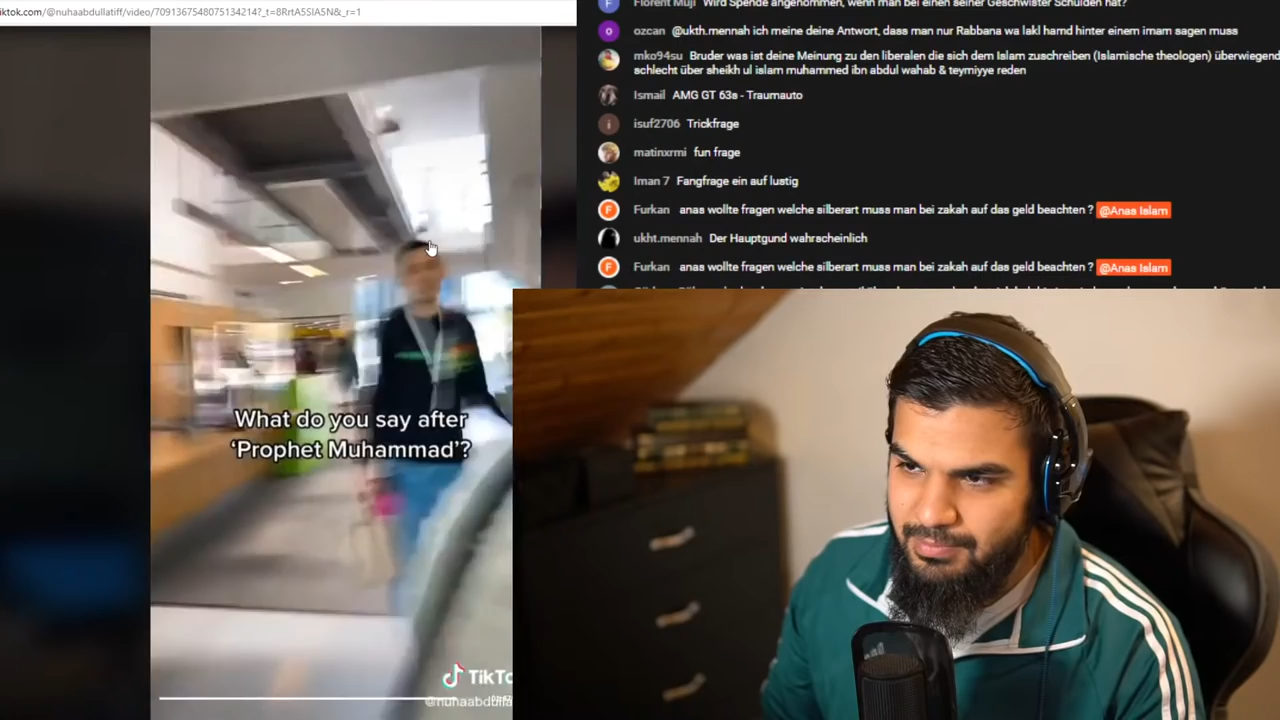 iktok.com/@nuhaabdullatiff/video/7091367548075134214?_t=8RrtA5SIA5N&_r=1
What do you say after
‘Prophet Muhammad’?
TikTo
@nuhaabdulla
Florent Muji Wird Spende angenommen, wenn man bei einen seiner Geschwister Schulden hat?
ozcan @ukth.mennah ich meine deine Antwort, dass man nur Rabbana wa lakl hamd hinter einem imam sagen muss
mko94su Bruder was ist deine Meinung zu den liberalen die sich dem Islam zuschreiben (Islamische theologen) überwiegend
schlecht über sheikh ul islam muhammed ibn abdul wahab & teymiyye reden
Ismail AMG GT 63s - Traumauto
isuf2706 Trickfrage
matinxrmi fun frage
Iman 7 Fangfrage ein auf lustig
Furkan anas wollte fragen welche silberart muss man bei zakah auf das geld beachten ? @Anas Islam
ukht.mennah Der Hauptgund wahrscheinlich
Furkan anas wollte fragen welche silberart muss man bei zakah auf das geld beachten ? @Anas Islam